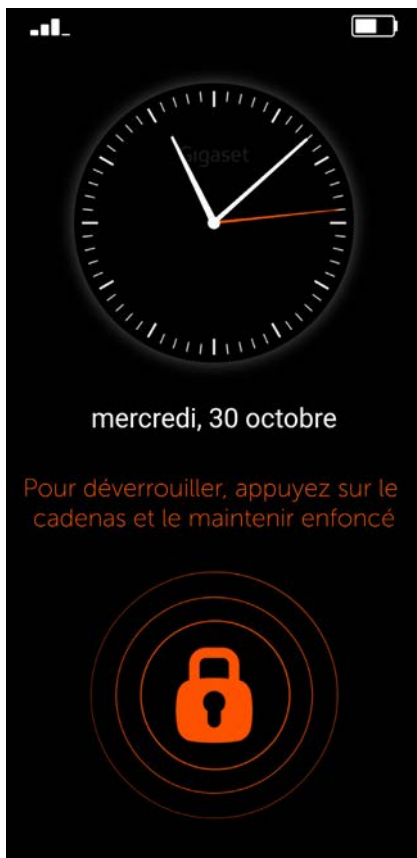 Gigaset
mercredi, 30 octobre
Pour déverrouiller, appuyez sur le
cadenas et le maintenir enfoncé